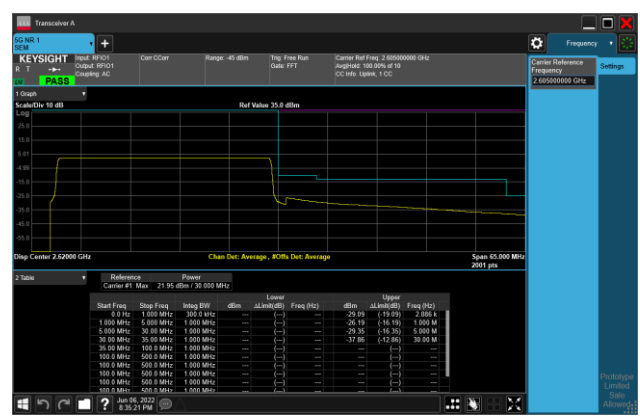 Transceiver A
5G NR 1
SEM
Frequency
KEYSIGHT
R T
PASS
Input: RFIO1
Output: RFIO1
Coupling: AC
Corr CCorr
Range: -45 dBm
Trig: Free Run
Gate: FFT
Carrier Ref Freq: 2.605000000 GHz
Avg|Hold: 100.00% of 10
CC Info: Uplink, 1 CC
Carrier Reference
Frequency
2.605000000 GHz
Settings
1 Graph
Scale/Div 10 dB
Ref Value 35.0 dBm
Log
25.0
15.0
5.01
-4.99
-15.0
-25.0
-35.0
-45.0
-55.0
Disp Center 2.62000 GHz
Chan Det: Average , #Offs Det: Average
Span 65.000 MHz
2001 pts
2 Table
Reference Power
Carrier #1 Max 21.95 dBm / 30.000 MHz
Lower Upper
Start Freq Stop Freq Integ BW dBm ΔLimit(dB) Freq (Hz) dBm ΔLimit(dB) Freq (Hz)
0.0 Hz 1.000 MHz 300.0 kHz --- (---) --- -29.09 (-19.09) 2.886 k
1.000 MHz 5.000 MHz 1.000 MHz --- (---) --- -26.19 (-16.19) 1.000 M
5.000 MHz 30.00 MHz 1.000 MHz --- (---) --- -29.35 (-16.35) 5.000 M
30.00 MHz 35.00 MHz 1.000 MHz --- (---) --- -37.86 (-12.86) 30.00 M
35.00 MHz 100.0 MHz 1.000 MHz --- (---) --- --- (---) ---
100.0 MHz 500.0 MHz 1.000 MHz --- (---) --- --- (---) ---
100.0 MHz 500.0 MHz 1.000 MHz --- (---) --- --- (---) ---
100.0 MHz 500.0 MHz 1.000 MHz --- (---) --- --- (---) ---
100.0 MHz 500.0 MHz 1.000 MHz --- (---) --- --- (---) ---
100.0 MHz 500.0 MHz 1.000 MHz --- (---) --- --- (---) ---
Jun 06, 2022
8:35:21 PM
Prototype
Limited
Sale
Allowed